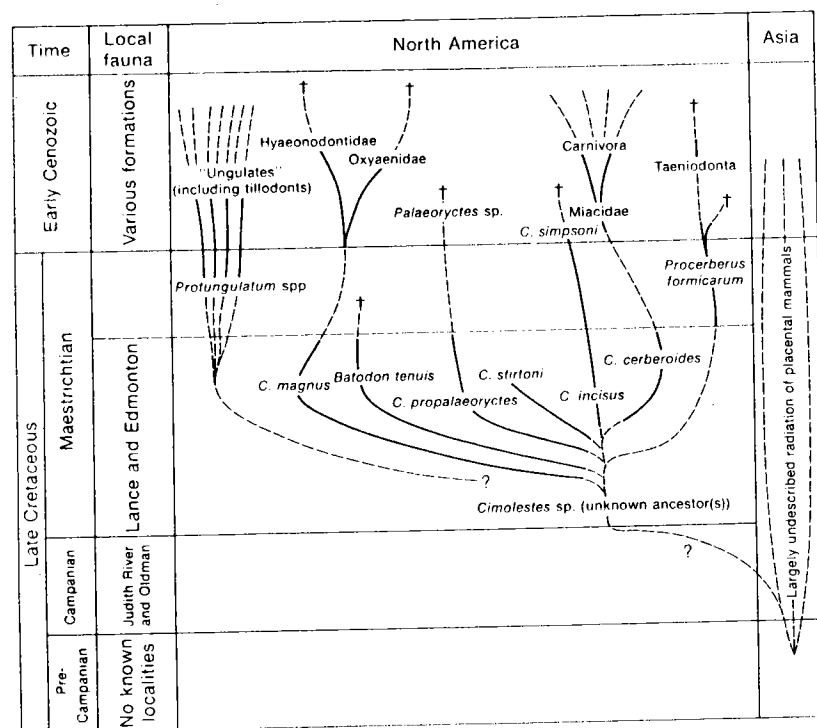 Time
Local
fauna
North America
Asia
Early Cenozoic
Various formations
"Ungulates"
(including tillodonts)
Hyaeonodontidae
Oxyaenidae
Palaeoryctes sp.
Carnivora
Miacidae
C. simpsoni
Taeniodonta
Procerberus
formicarum
Protungulatum spp
Late Cretaceous
Maestrichtian
Lance and Edmonton
C. magnus
Batodon tenuis
C. propalaeoryctes
C. stirtoni
C incisus
C. cerberoides
?
Cimolestes sp. (unknown ancestor(s))
?
Largely undescribed radiation of placental mammals
Campanian
Judith River
and Oldman
Pre-
Campanian
No known
localities